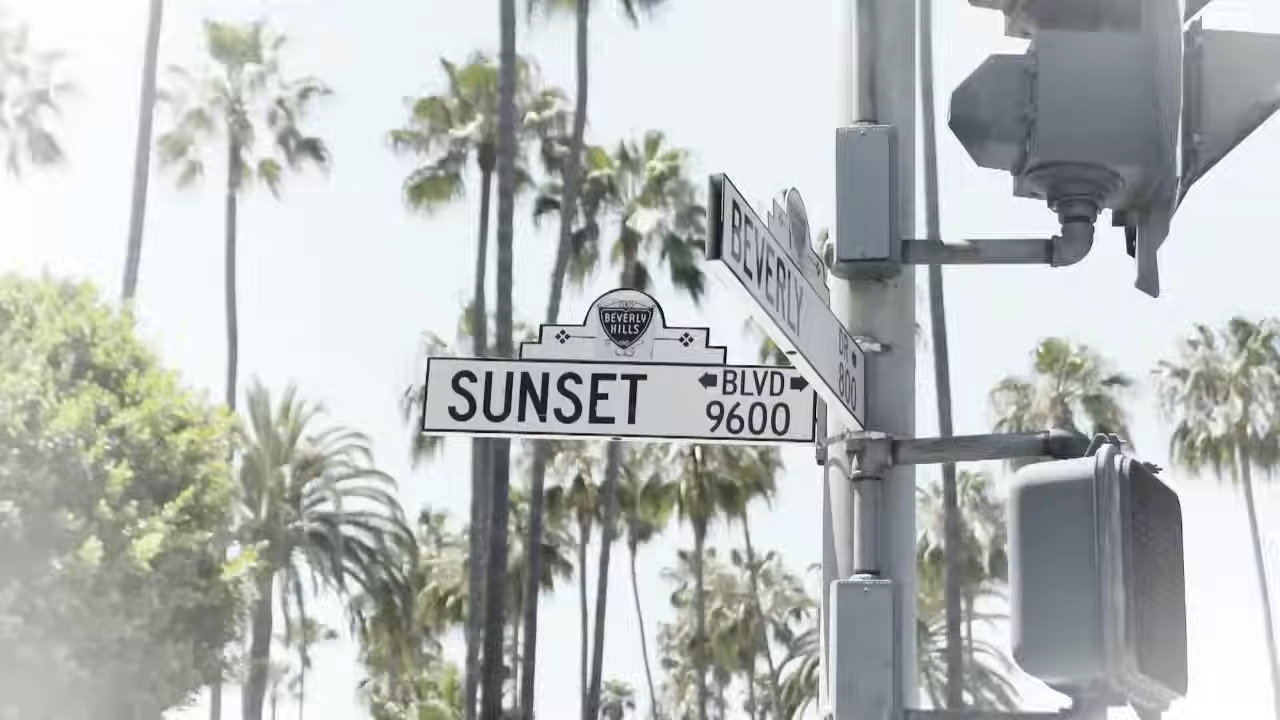 BEVERLY
HILLS
SUNSET
←BLVD→
9600
BEVERLY
DR→
800